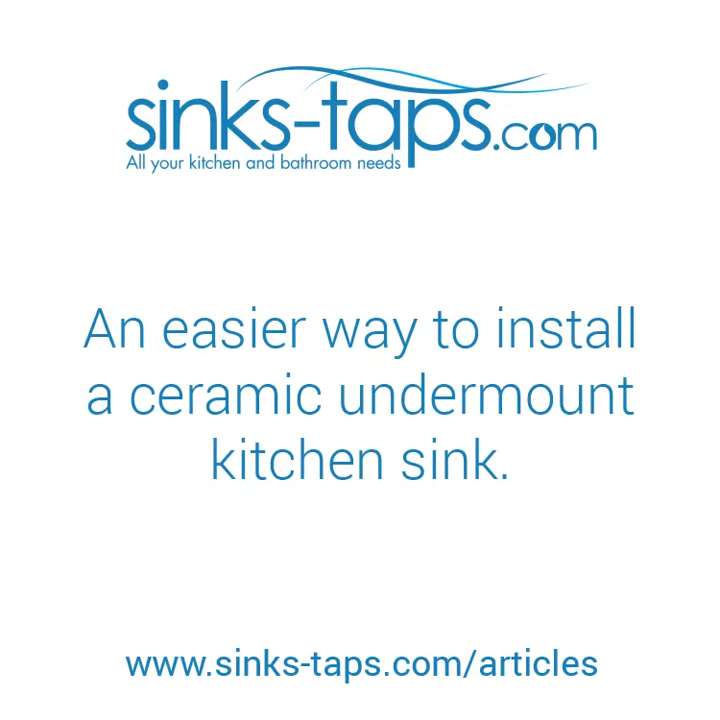 sinks-taps.com
All your kitchen and bathroom needs
An easier way to install
a ceramic undermount
kitchen sink.
www.sinks-taps.com/articles